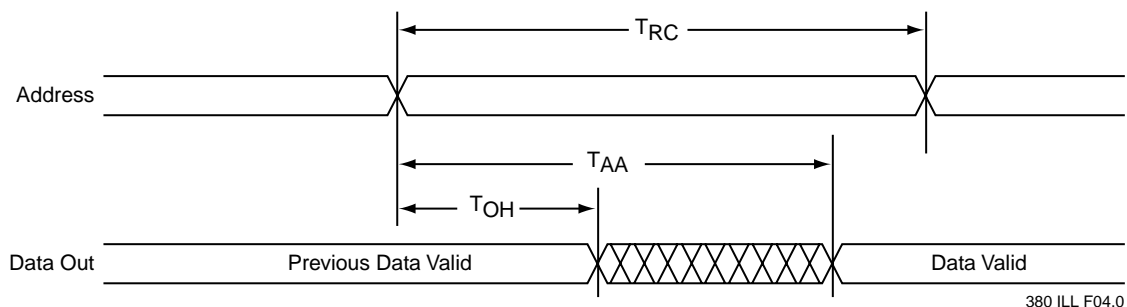 TRC
Address
TAA
TOH
Data Out
Previous Data Valid
Data Valid
380 ILL F04.0